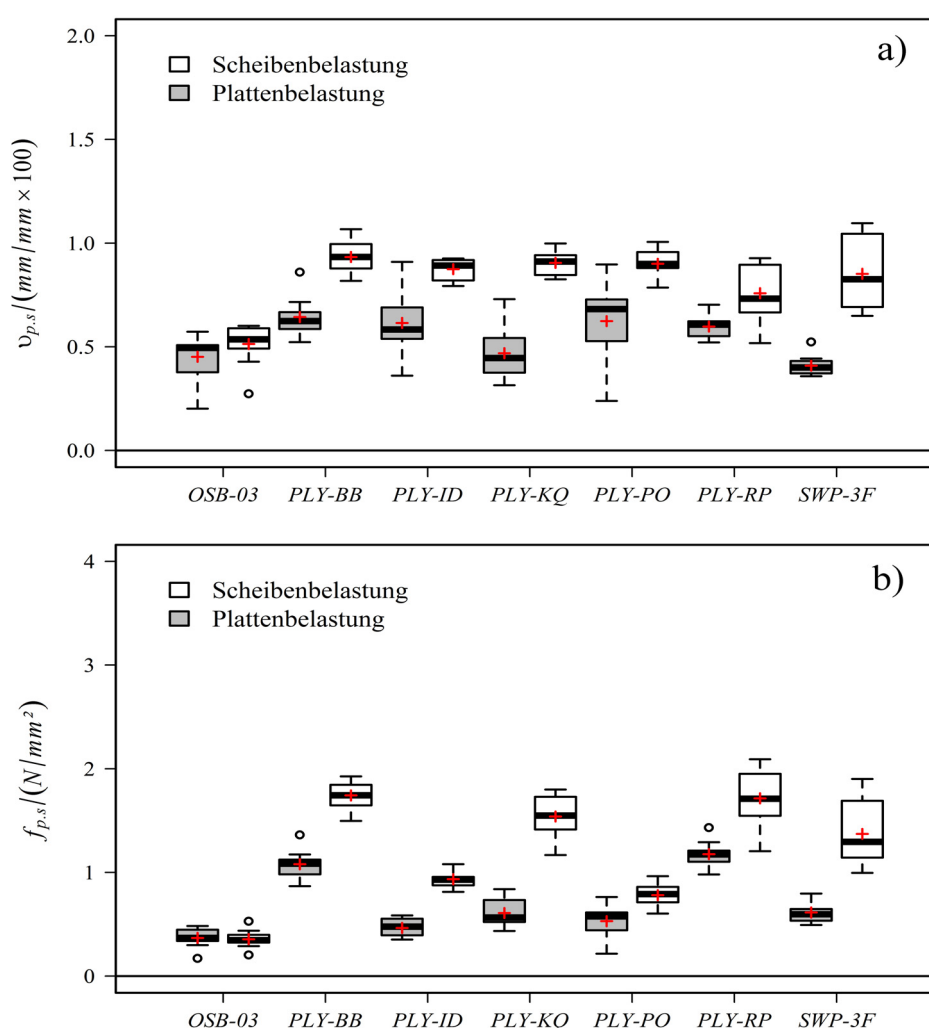 a)
2.0
Scheibenbelastung
Plattenbelastung
1.5
1.0
0.5
0.0
υp.s/(mm/mm×100)
OSB-03 PLY-BB PLY-ID PLY-KQ PLY-PO PLY-RP SWP-3F
b)
4
Scheibenbelastung
Plattenbelastung
3
2
1
0
fp.s/(N/mm²)
OSB-03 PLY-BB PLY-ID PLY-KO PLY-PO PLY-RP SWP-3F